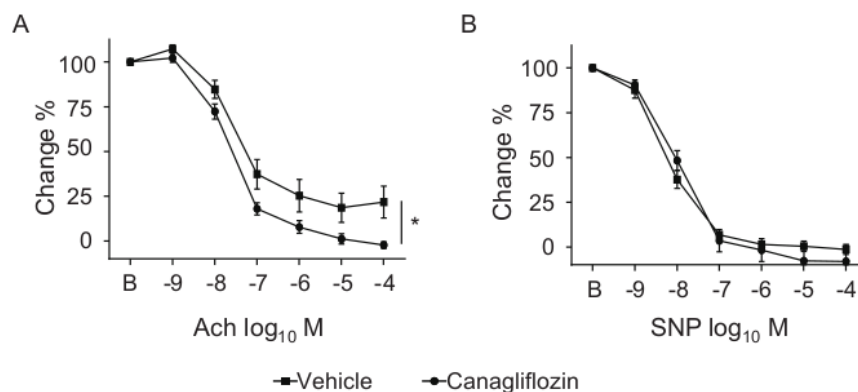 A
Change %
100
75
50
25
0
B -9 -8 -7 -6 -5 -4
Ach log₁₀ M
*
B
Change %
100
75
50
25
0
B -9 -8 -7 -6 -5 -4
SNP log₁₀ M
Vehicle Canagliflozin